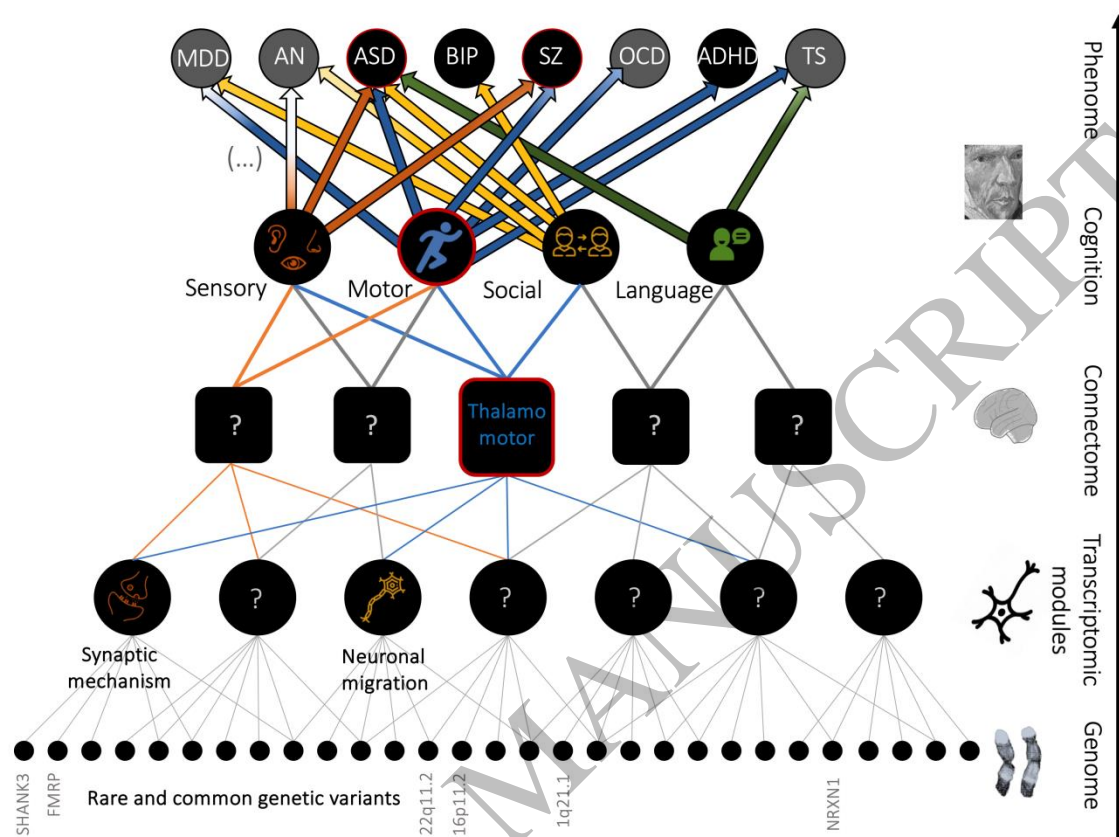 MDD AN ASD BIP SZ OCD ADHD TS
Phenome
(...)
Cognition
Sensory Motor Social Language
? ? Thalamo ? ?
motor
Connectome
? ? ? ? ?
Synaptic
mechanism
Neuronal
migration
Transcriptomic
modules
SHANK3
FMRP
Rare and common genetic variants
22q11.2
16p11.2
1q21.1
NRXN1
Genome
MANUSCRIPT